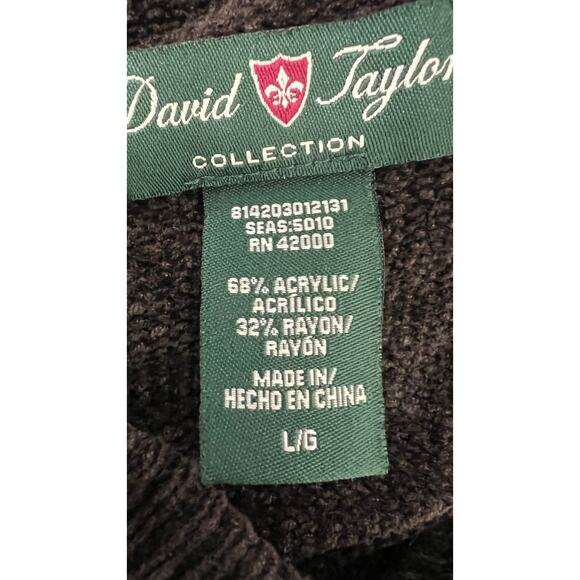 David Taylor
COLLECTION
814203012131
SEAS:5010
RN 42000
68% ACRYLIC/
ACRÍLICO
32% RAYON/
RAYÓN
MADE IN/
HECHO EN CHINA
L/G